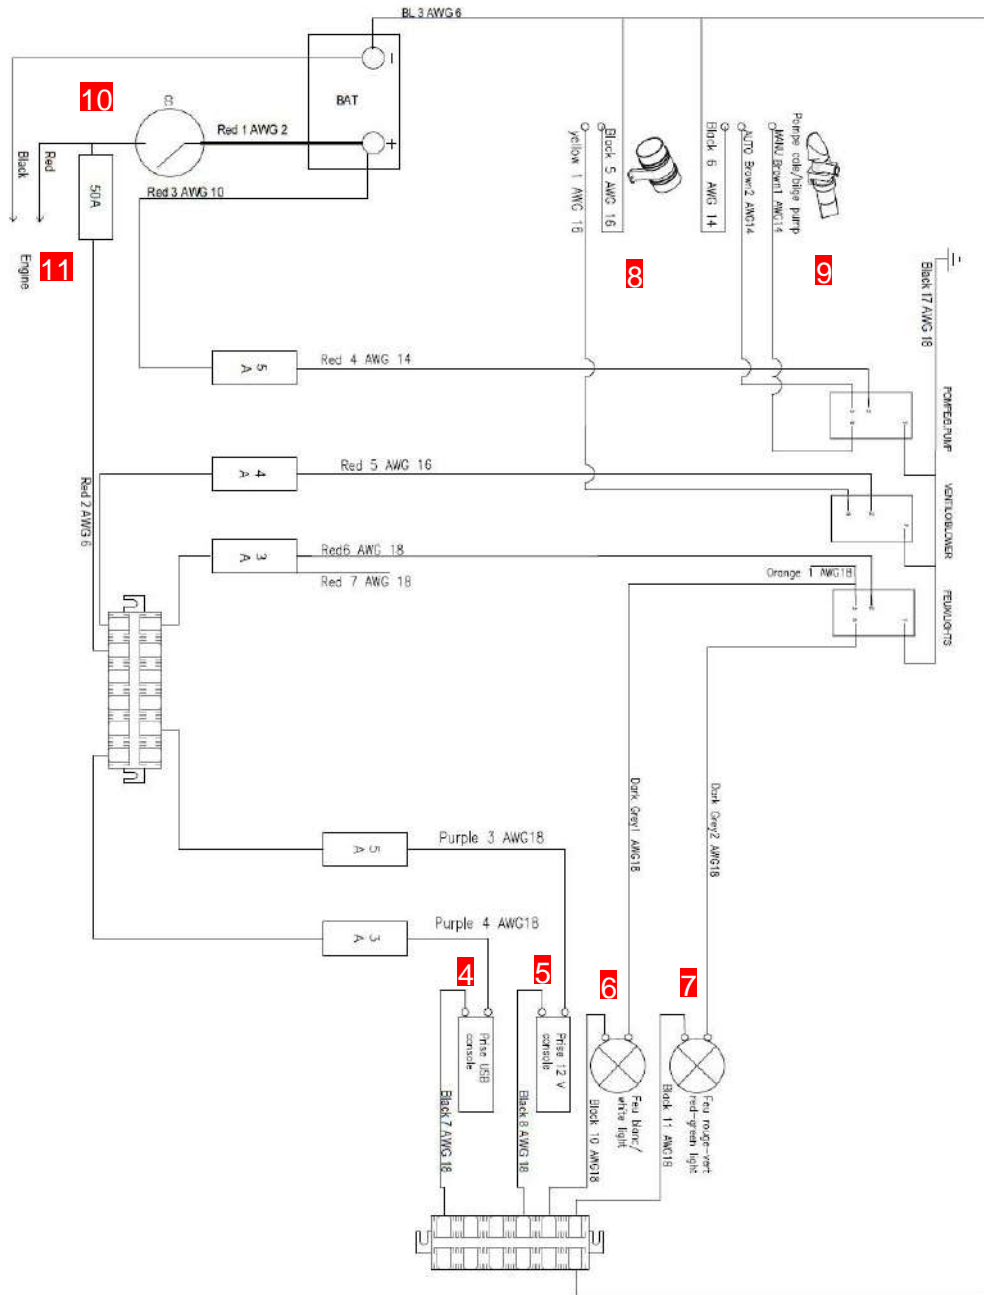 BL 3 AWG 6
-
BAT
+
10
Red 1 AWG 2
Red 3 AWG 10
Black
Red
50A
Engine
11
yellow 1 AWG 16
Black 5 AWG 16
8
Black 6 AWG 14
AUTO Brown2 AWG14
MANU Brown1 AWG14
Pompe cale/bilge pump
9
Black 17 AWG 18
5 A
Red 4 AWG 14
POMPE/B.PUMP
Red 2 AWG 6
4 A
Red 5 AWG 16
VENTILO/BLOWER
3 A
Red6 AWG 18
Red 7 AWG 18
Orange 1 AWG18
FEUX/LIGHTS
Dark Grey1 AWG18
Dark Grey2 AWG18
5 A
Purple 3 AWG18
3 A
Purple 4 AWG18
4
5
6
7
Prise USB
console
Prise 12 V
console
Feu blanc/
white light
Feu rouge-vert
red-green light
Black 7 AWG 18
Black 8 AWG 18
Black 10 AWG18
Black 11 AWG18